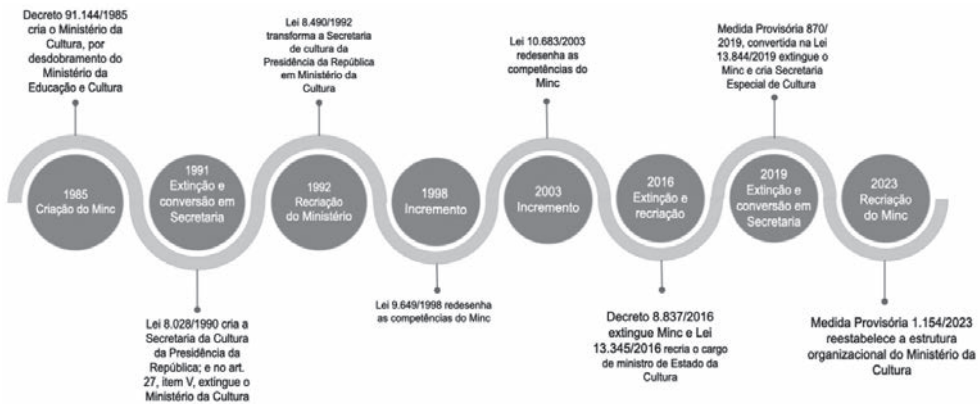 Decreto 91.144/1985
cria o Ministério da
Cultura, por
desdobramento do
Ministério da
Educação e Cultura
Lei 8.490/1992
transforma a Secretaria
de cultura da
Presidência da República
em Ministério da
Cultura
Lei 10.683/2003
redesenha as
competências do
Minc
Medida Provisória 870/
2019, convertida na Lei
13.844/2019 extingue o
Minc e cria Secretaria
Especial de Cultura
1985
Criação do Minc
1991
Extinção e
conversão em
Secretaria
1992
Recriação
do Ministério
1998
Incremento
2003
Incremento
2016
Extinção e
recriação
2019
Extinção e
conversão em
Secretaria
2023
Recriação
do Minc
Lei 8.028/1990 cria a
Secretaria da Cultura
da Presidência da
República; e no art.
27, item V, extingue o
Ministério da Cultura
Lei 9.649/1998 redesenha
as competências do Minc
Decreto 8.837/2016
extingue Minc e Lei
13.345/2016 recria o cargo
de ministro de Estado da
Cultura
Medida Provisória 1.154/2023
reestabelece a estrutura
organizacional do Ministério da
Cultura